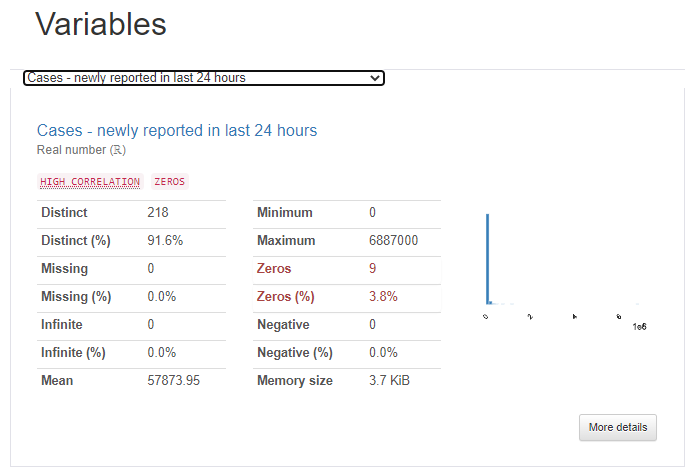 Variables
Cases - newly reported in last 24 hours
Cases - newly reported in last 24 hours
Real number (ℝ)
HIGH CORRELATION ZEROS
Distinct 218 Minimum 0
Distinct (%) 91.6% Maximum 6887000
Missing 0 Zeros 9
Missing (%) 0.0% Zeros (%) 3.8%
Infinite 0 Negative 0
Infinite (%) 0.0% Negative (%) 0.0%
Mean 57873.95 Memory size 3.7 KiB
0 2 4 6
1e6
More details